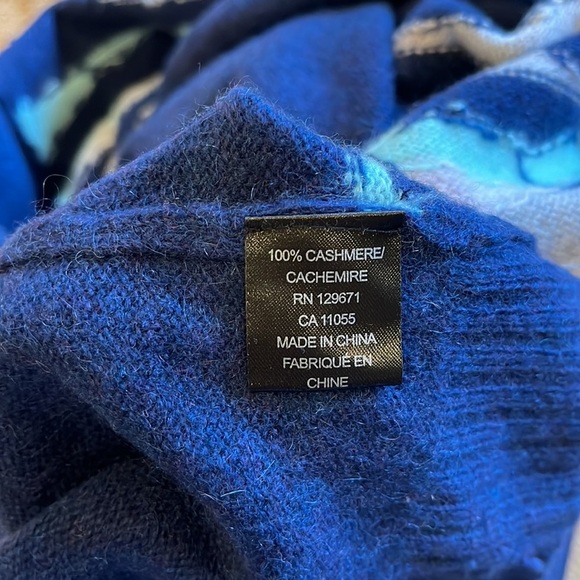 100% CASHMERE/
CACHEMIRE
RN 129671
CA 11055
MADE IN CHINA
FABRIQUÉ EN
CHINE